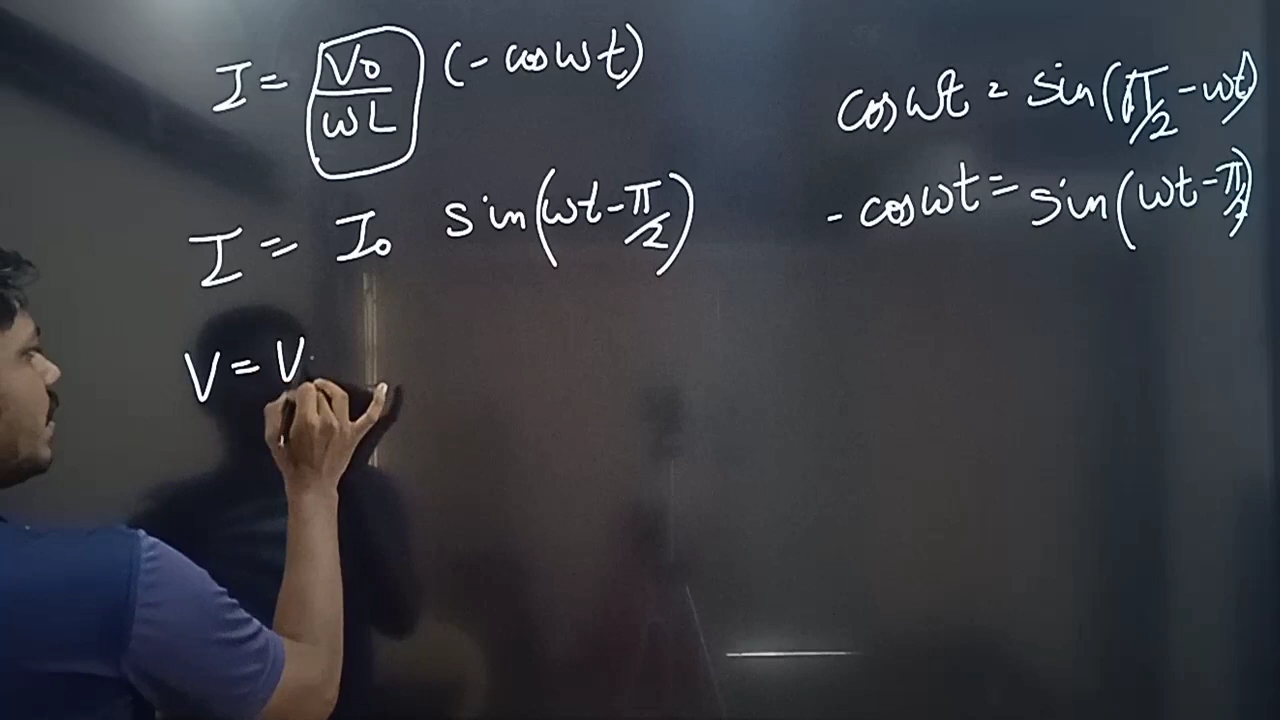 I = V0/ωL (- cosωt)
cosωt = sin(π/2 - ωt)
- cosωt = sin(ωt - π/2)
I = I0 sin(ωt - π/2)
V = V